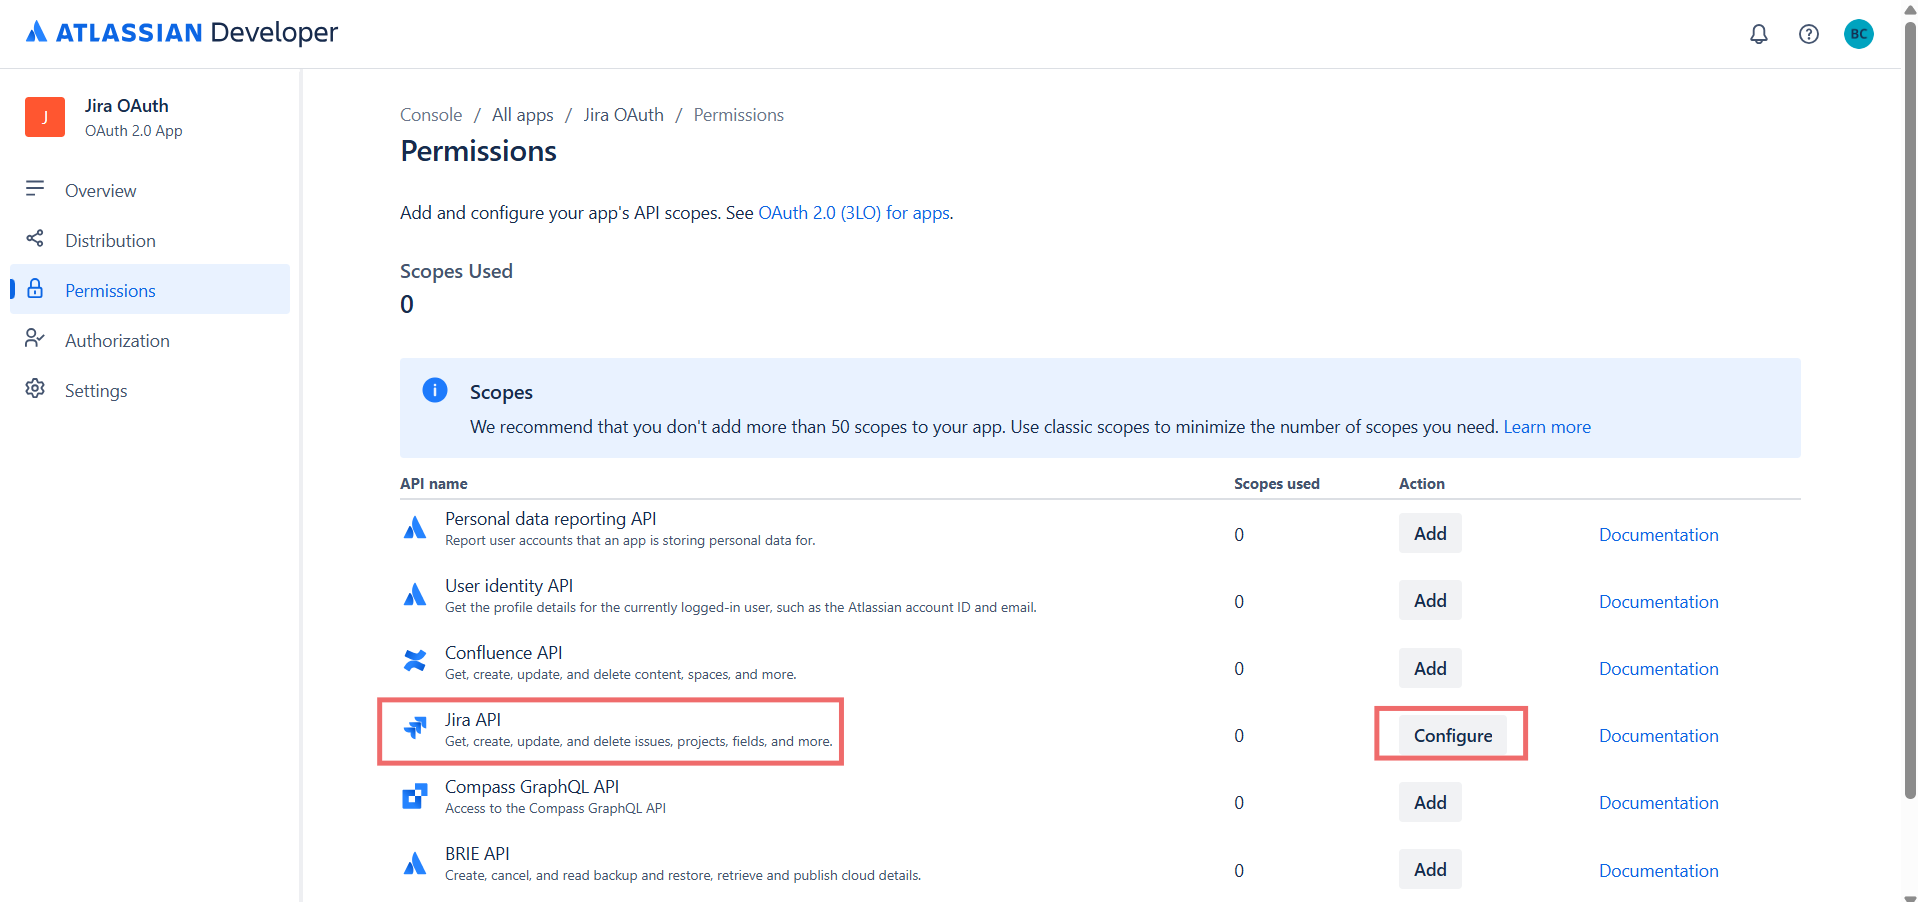 ATLASSIAN Developer
BC
J
Jira OAuth
OAuth 2.0 App
Overview
Distribution
Permissions
Authorization
Settings
Console / All apps / Jira OAuth / Permissions
Permissions
Add and configure your app's API scopes. See OAuth 2.0 (3LO) for apps.
Scopes Used
0
Scopes
We recommend that you don't add more than 50 scopes to your app. Use classic scopes to minimize the number of scopes you need. Learn more
API name Scopes used Action
Personal data reporting API
Report user accounts that an app is storing personal data for.
0 Add Documentation
User identity API
Get the profile details for the currently logged-in user, such as the Atlassian account ID and email.
0 Add Documentation
Confluence API
Get, create, update, and delete content, spaces, and more.
0 Add Documentation
Jira API
Get, create, update, and delete issues, projects, fields, and more.
0 Configure Documentation
Compass GraphQL API
Access to the Compass GraphQL API
0 Add Documentation
BRIE API
Create, cancel, and read backup and restore, retrieve and publish cloud details.
0 Add Documentation